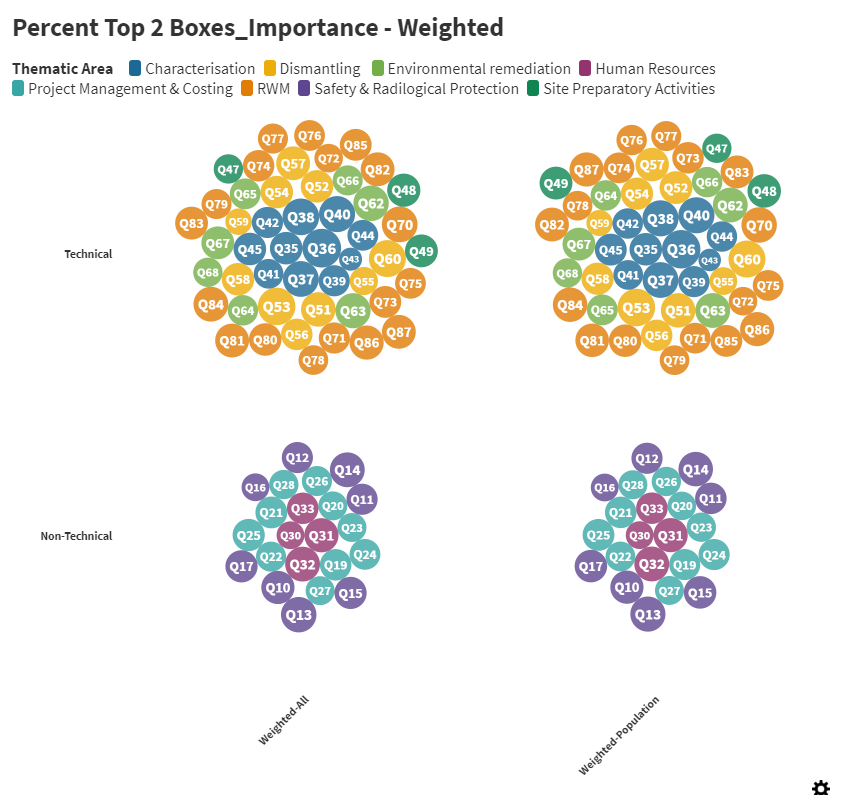 Percent Top 2 Boxes_Importance - Weighted
Thematic Area Characterisation Dismantling Environmental remediation Human Resources
Project Management & Costing RWM Safety & Radilogical Protection Site Preparatory Activities
Technical
Q77 Q76 Q85 Q47 Q74 Q57 Q72 Q82
Q65 Q54 Q52 Q66 Q48 Q62
Q79 Q83 Q59 Q42 Q38 Q40 Q70
Q67 Q45 Q35 Q36 Q44 Q43 Q60 Q49
Q68 Q58 Q41 Q37 Q39 Q55 Q75
Q84 Q64 Q53 Q51 Q63 Q73
Q81 Q80 Q56 Q71 Q86 Q87
Q78
Q76 Q77 Q47 Q87 Q74 Q57 Q73 Q83
Q49 Q64 Q54 Q52 Q66 Q48 Q62
Q78 Q82 Q59 Q42 Q38 Q40 Q70
Q67 Q45 Q35 Q36 Q44 Q43 Q60
Q68 Q58 Q41 Q37 Q39 Q55 Q75
Q84 Q65 Q53 Q51 Q63 Q72
Q81 Q80 Q56 Q71 Q85 Q86
Q79
Non-Technical
Q12 Q14
Q16 Q28 Q26 Q11
Q21 Q33 Q20
Q25 Q30 Q31 Q23
Q17 Q22 Q32 Q19 Q24
Q10 Q27 Q15
Q13
Q12 Q14
Q16 Q28 Q26 Q11
Q21 Q33 Q20
Q25 Q30 Q31 Q23
Q17 Q22 Q32 Q19 Q24
Q10 Q27 Q15
Q13
Weighted-All
Weighted-Population